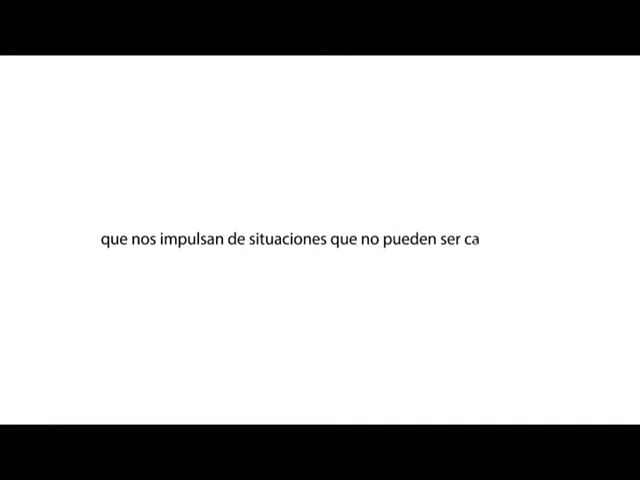 que nos impulsan de situaciones que no pueden ser ca